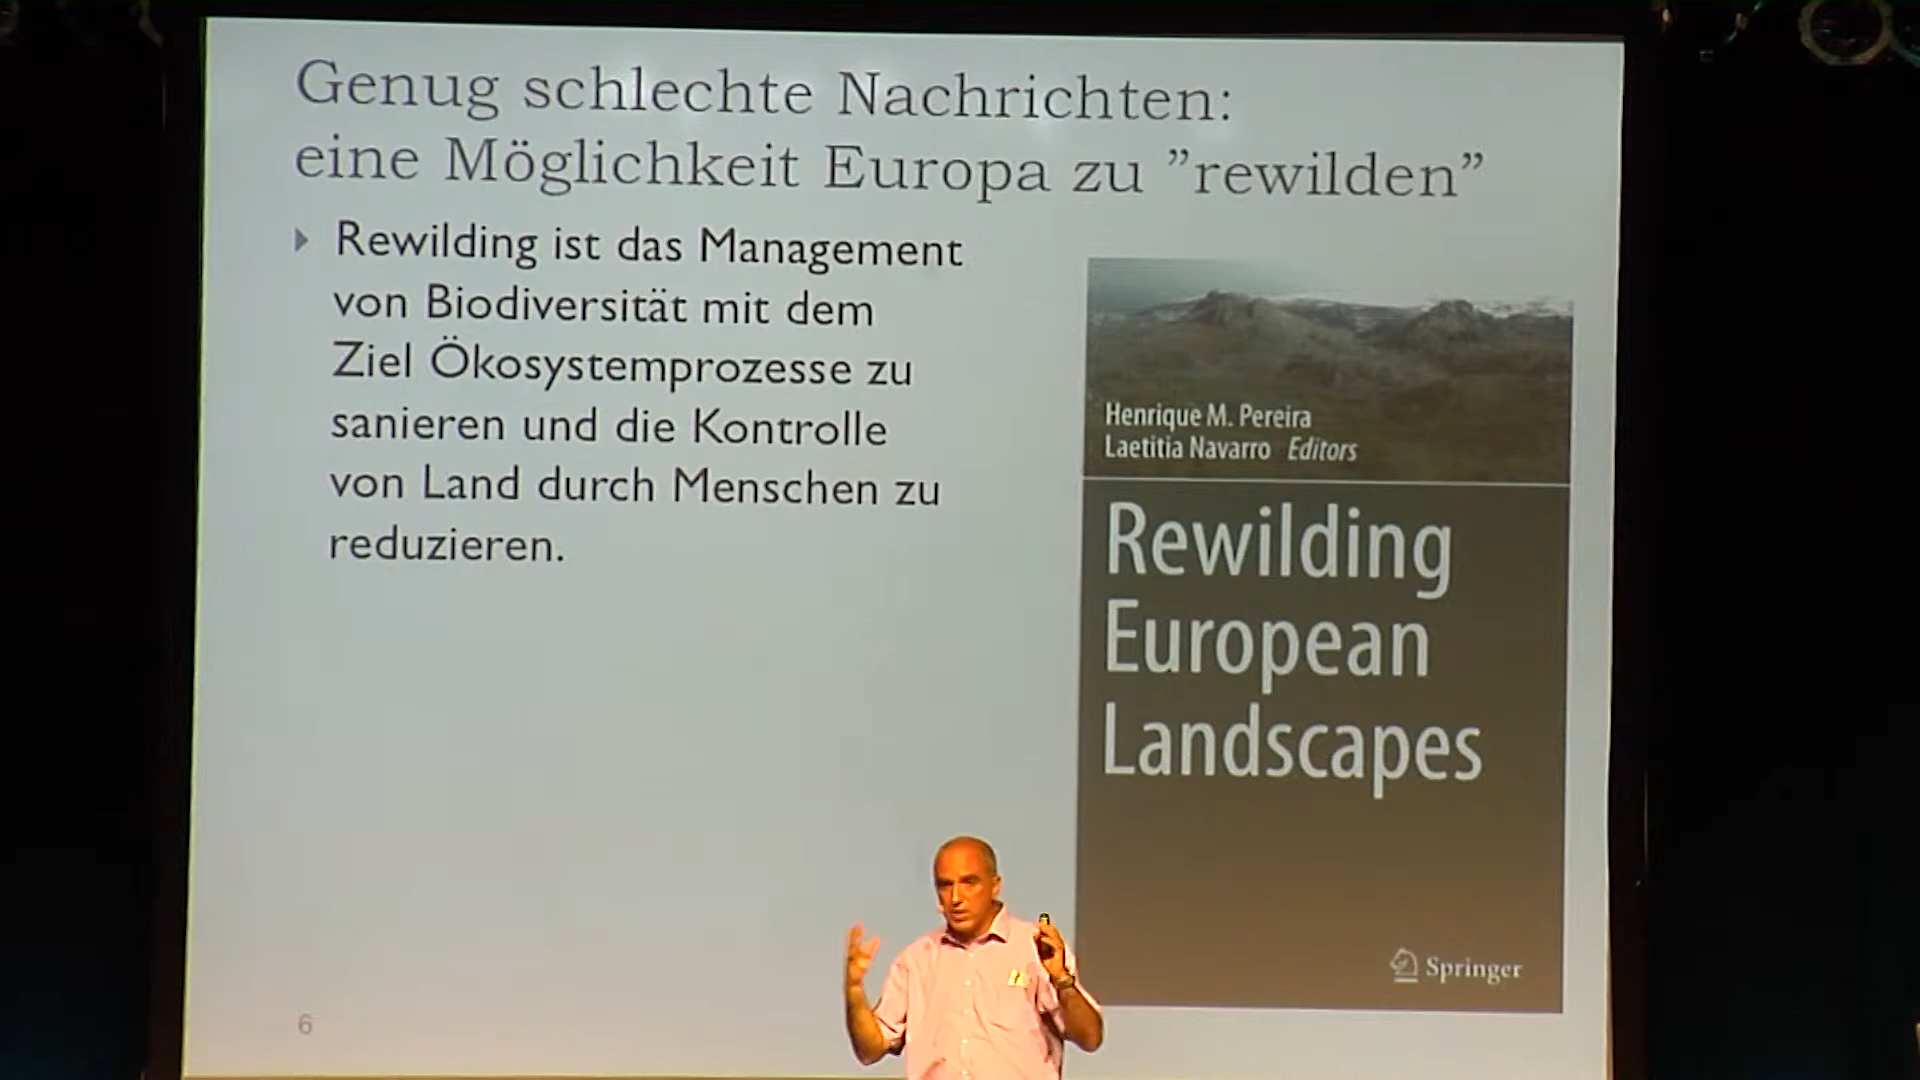 Genug schlechte Nachrichten:
eine Möglichkeit Europa zu ”rewilden”
Rewilding ist das Management
von Biodiversität mit dem
Ziel Ökosystemprozesse zu
sanieren und die Kontrolle
von Land durch Menschen zu
reduzieren.
Henrique M. Pereira
Laetitia Navarro Editors
Rewilding
European
Landscapes
Springer
6